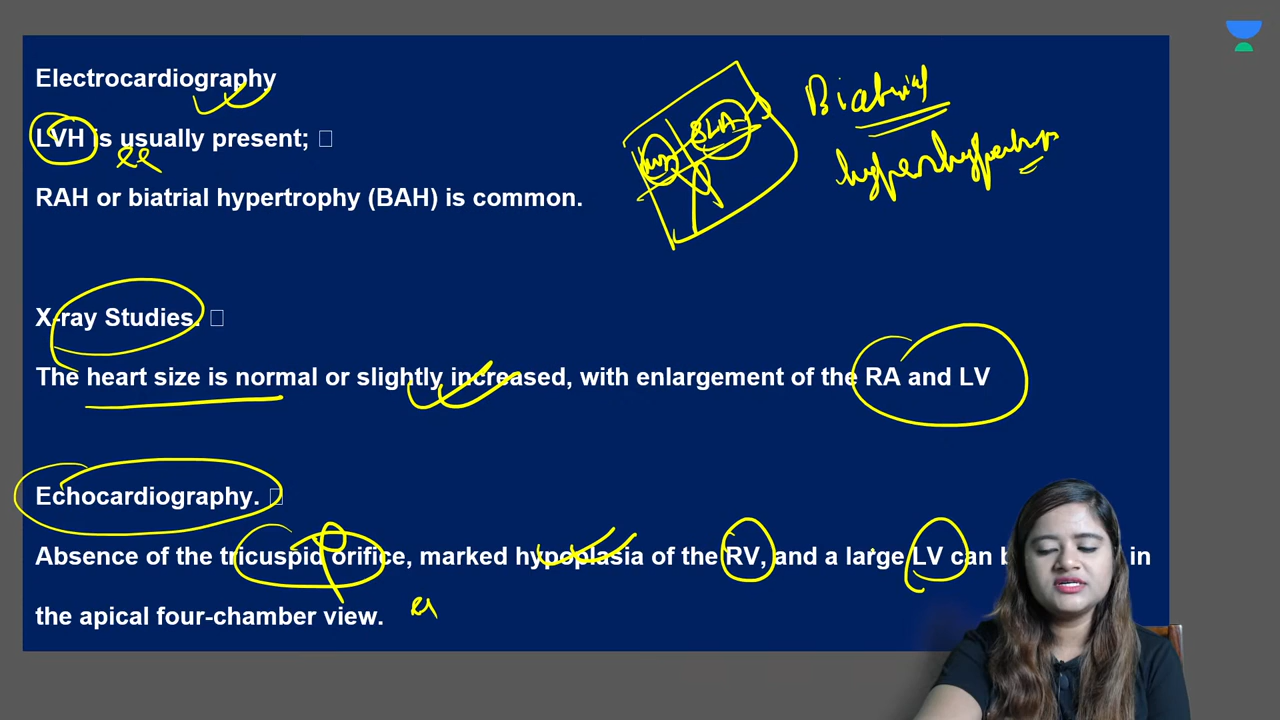 Electrocardiography
LVH is usually present;
RAH or biatrial hypertrophy (BAH) is common.
Biatrial
X-ray Studies.
The heart size is normal or slightly increased, with enlargement of the RA and LV
Echocardiography.
Absence of the tricuspid orifice, marked hypoplasia of the RV, and a large LV can in
the apical four-chamber view.